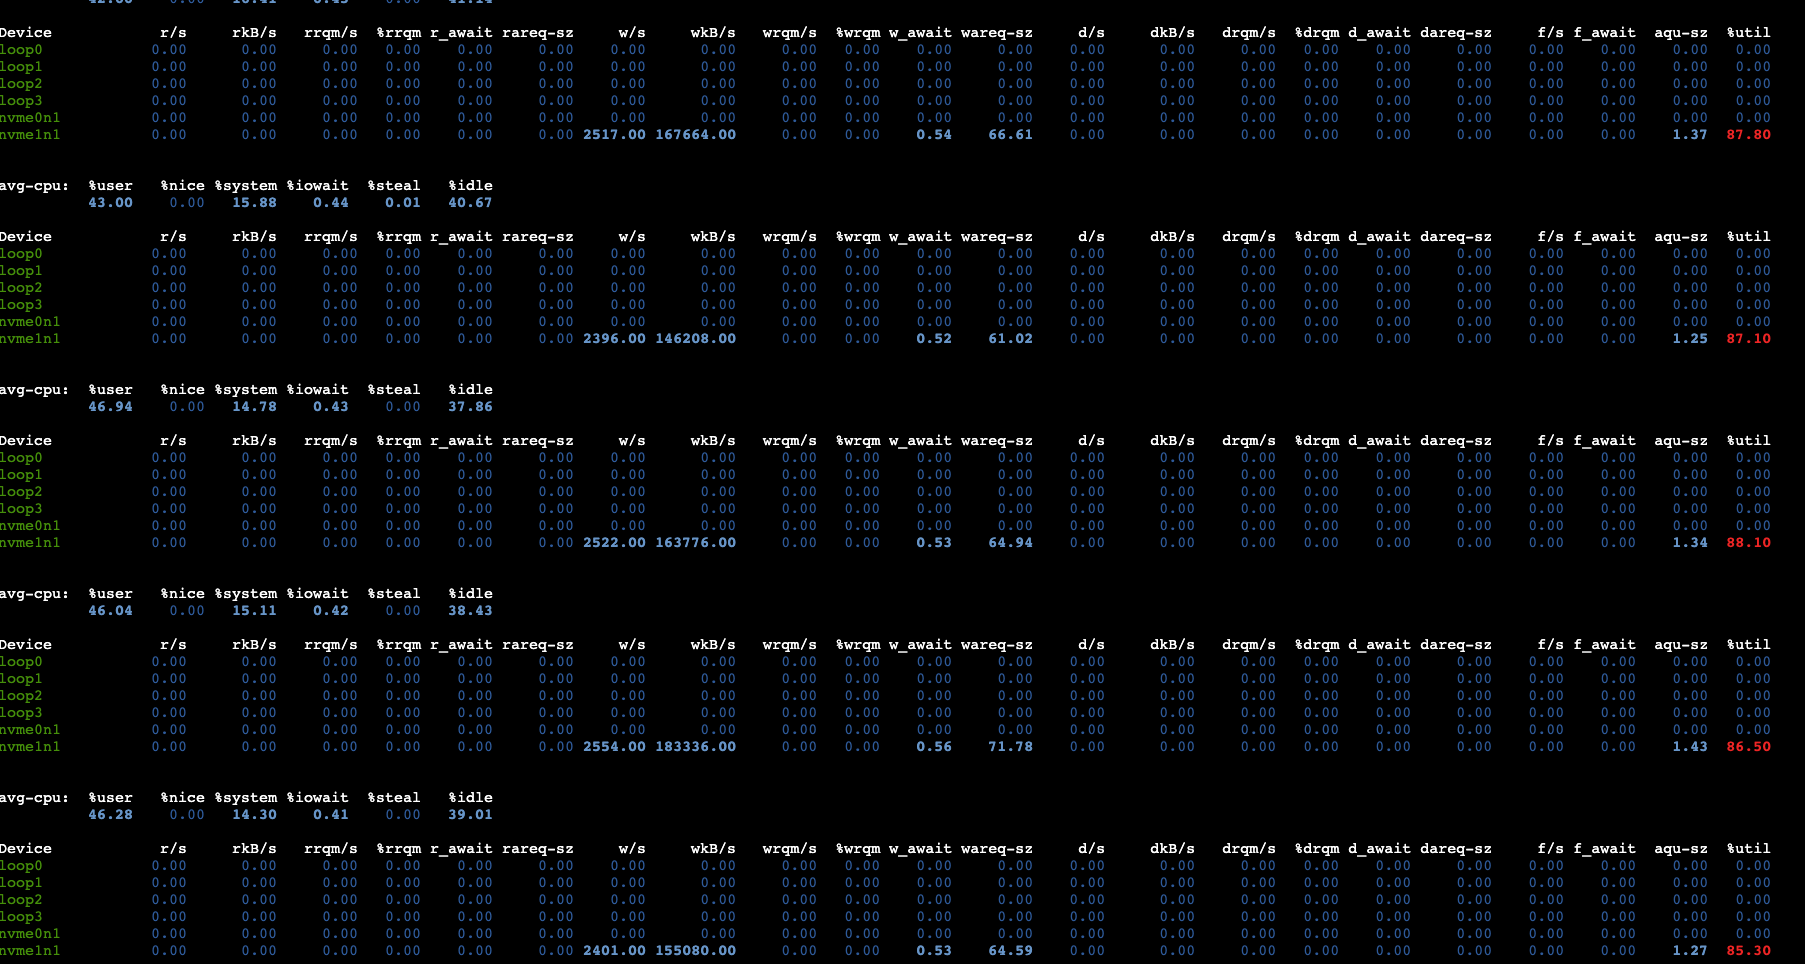 42.60 0.00 16.41 0.43 0.00 41.14
Device r/s rkB/s rrqm/s %rrqm r_await rareq-sz w/s wkB/s wrqm/s %wrqm w_await wareq-sz d/s dkB/s drqm/s %drqm d_await dareq-sz f/s f_await aqu-sz %util
loop0 0.00 0.00 0.00 0.00 0.00 0.00 0.00 0.00 0.00 0.00 0.00 0.00 0.00 0.00 0.00 0.00 0.00 0.00 0.00 0.00 0.00 0.00
loop1 0.00 0.00 0.00 0.00 0.00 0.00 0.00 0.00 0.00 0.00 0.00 0.00 0.00 0.00 0.00 0.00 0.00 0.00 0.00 0.00 0.00 0.00
loop2 0.00 0.00 0.00 0.00 0.00 0.00 0.00 0.00 0.00 0.00 0.00 0.00 0.00 0.00 0.00 0.00 0.00 0.00 0.00 0.00 0.00 0.00
loop3 0.00 0.00 0.00 0.00 0.00 0.00 0.00 0.00 0.00 0.00 0.00 0.00 0.00 0.00 0.00 0.00 0.00 0.00 0.00 0.00 0.00 0.00
nvme0n1 0.00 0.00 0.00 0.00 0.00 0.00 0.00 0.00 0.00 0.00 0.00 0.00 0.00 0.00 0.00 0.00 0.00 0.00 0.00 0.00 0.00 0.00
nvme1n1 0.00 0.00 0.00 0.00 0.00 0.00 2517.00 167664.00 0.00 0.00 0.54 66.61 0.00 0.00 0.00 0.00 0.00 0.00 0.00 0.00 1.37 87.80
avg-cpu: %user %nice %system %iowait %steal %idle
43.00 0.00 15.88 0.44 0.01 40.67
Device r/s rkB/s rrqm/s %rrqm r_await rareq-sz w/s wkB/s wrqm/s %wrqm w_await wareq-sz d/s dkB/s drqm/s %drqm d_await dareq-sz f/s f_await aqu-sz %util
loop0 0.00 0.00 0.00 0.00 0.00 0.00 0.00 0.00 0.00 0.00 0.00 0.00 0.00 0.00 0.00 0.00 0.00 0.00 0.00 0.00 0.00 0.00
loop1 0.00 0.00 0.00 0.00 0.00 0.00 0.00 0.00 0.00 0.00 0.00 0.00 0.00 0.00 0.00 0.00 0.00 0.00 0.00 0.00 0.00 0.00
loop2 0.00 0.00 0.00 0.00 0.00 0.00 0.00 0.00 0.00 0.00 0.00 0.00 0.00 0.00 0.00 0.00 0.00 0.00 0.00 0.00 0.00 0.00
loop3 0.00 0.00 0.00 0.00 0.00 0.00 0.00 0.00 0.00 0.00 0.00 0.00 0.00 0.00 0.00 0.00 0.00 0.00 0.00 0.00 0.00 0.00
nvme0n1 0.00 0.00 0.00 0.00 0.00 0.00 0.00 0.00 0.00 0.00 0.00 0.00 0.00 0.00 0.00 0.00 0.00 0.00 0.00 0.00 0.00 0.00
nvme1n1 0.00 0.00 0.00 0.00 0.00 0.00 2396.00 146208.00 0.00 0.00 0.52 61.02 0.00 0.00 0.00 0.00 0.00 0.00 0.00 0.00 1.25 87.10
avg-cpu: %user %nice %system %iowait %steal %idle
46.94 0.00 14.78 0.43 0.00 37.86
Device r/s rkB/s rrqm/s %rrqm r_await rareq-sz w/s wkB/s wrqm/s %wrqm w_await wareq-sz d/s dkB/s drqm/s %drqm d_await dareq-sz f/s f_await aqu-sz %util
loop0 0.00 0.00 0.00 0.00 0.00 0.00 0.00 0.00 0.00 0.00 0.00 0.00 0.00 0.00 0.00 0.00 0.00 0.00 0.00 0.00 0.00 0.00
loop1 0.00 0.00 0.00 0.00 0.00 0.00 0.00 0.00 0.00 0.00 0.00 0.00 0.00 0.00 0.00 0.00 0.00 0.00 0.00 0.00 0.00 0.00
loop2 0.00 0.00 0.00 0.00 0.00 0.00 0.00 0.00 0.00 0.00 0.00 0.00 0.00 0.00 0.00 0.00 0.00 0.00 0.00 0.00 0.00 0.00
loop3 0.00 0.00 0.00 0.00 0.00 0.00 0.00 0.00 0.00 0.00 0.00 0.00 0.00 0.00 0.00 0.00 0.00 0.00 0.00 0.00 0.00 0.00
nvme0n1 0.00 0.00 0.00 0.00 0.00 0.00 0.00 0.00 0.00 0.00 0.00 0.00 0.00 0.00 0.00 0.00 0.00 0.00 0.00 0.00 0.00 0.00
nvme1n1 0.00 0.00 0.00 0.00 0.00 0.00 2522.00 163776.00 0.00 0.00 0.53 64.94 0.00 0.00 0.00 0.00 0.00 0.00 0.00 0.00 1.34 88.10
avg-cpu: %user %nice %system %iowait %steal %idle
46.04 0.00 15.11 0.42 0.00 38.43
Device r/s rkB/s rrqm/s %rrqm r_await rareq-sz w/s wkB/s wrqm/s %wrqm w_await wareq-sz d/s dkB/s drqm/s %drqm d_await dareq-sz f/s f_await aqu-sz %util
loop0 0.00 0.00 0.00 0.00 0.00 0.00 0.00 0.00 0.00 0.00 0.00 0.00 0.00 0.00 0.00 0.00 0.00 0.00 0.00 0.00 0.00 0.00
loop1 0.00 0.00 0.00 0.00 0.00 0.00 0.00 0.00 0.00 0.00 0.00 0.00 0.00 0.00 0.00 0.00 0.00 0.00 0.00 0.00 0.00 0.00
loop2 0.00 0.00 0.00 0.00 0.00 0.00 0.00 0.00 0.00 0.00 0.00 0.00 0.00 0.00 0.00 0.00 0.00 0.00 0.00 0.00 0.00 0.00
loop3 0.00 0.00 0.00 0.00 0.00 0.00 0.00 0.00 0.00 0.00 0.00 0.00 0.00 0.00 0.00 0.00 0.00 0.00 0.00 0.00 0.00 0.00
nvme0n1 0.00 0.00 0.00 0.00 0.00 0.00 0.00 0.00 0.00 0.00 0.00 0.00 0.00 0.00 0.00 0.00 0.00 0.00 0.00 0.00 0.00 0.00
nvme1n1 0.00 0.00 0.00 0.00 0.00 0.00 2554.00 183336.00 0.00 0.00 0.56 71.78 0.00 0.00 0.00 0.00 0.00 0.00 0.00 0.00 1.43 86.50
avg-cpu: %user %nice %system %iowait %steal %idle
46.28 0.00 14.30 0.41 0.00 39.01
Device r/s rkB/s rrqm/s %rrqm r_await rareq-sz w/s wkB/s wrqm/s %wrqm w_await wareq-sz d/s dkB/s drqm/s %drqm d_await dareq-sz f/s f_await aqu-sz %util
loop0 0.00 0.00 0.00 0.00 0.00 0.00 0.00 0.00 0.00 0.00 0.00 0.00 0.00 0.00 0.00 0.00 0.00 0.00 0.00 0.00 0.00 0.00
loop1 0.00 0.00 0.00 0.00 0.00 0.00 0.00 0.00 0.00 0.00 0.00 0.00 0.00 0.00 0.00 0.00 0.00 0.00 0.00 0.00 0.00 0.00
loop2 0.00 0.00 0.00 0.00 0.00 0.00 0.00 0.00 0.00 0.00 0.00 0.00 0.00 0.00 0.00 0.00 0.00 0.00 0.00 0.00 0.00 0.00
loop3 0.00 0.00 0.00 0.00 0.00 0.00 0.00 0.00 0.00 0.00 0.00 0.00 0.00 0.00 0.00 0.00 0.00 0.00 0.00 0.00 0.00 0.00
nvme0n1 0.00 0.00 0.00 0.00 0.00 0.00 0.00 0.00 0.00 0.00 0.00 0.00 0.00 0.00 0.00 0.00 0.00 0.00 0.00 0.00 0.00 0.00
nvme1n1 0.00 0.00 0.00 0.00 0.00 0.00 2401.00 155080.00 0.00 0.00 0.53 64.59 0.00 0.00 0.00 0.00 0.00 0.00 0.00 0.00 1.27 85.30